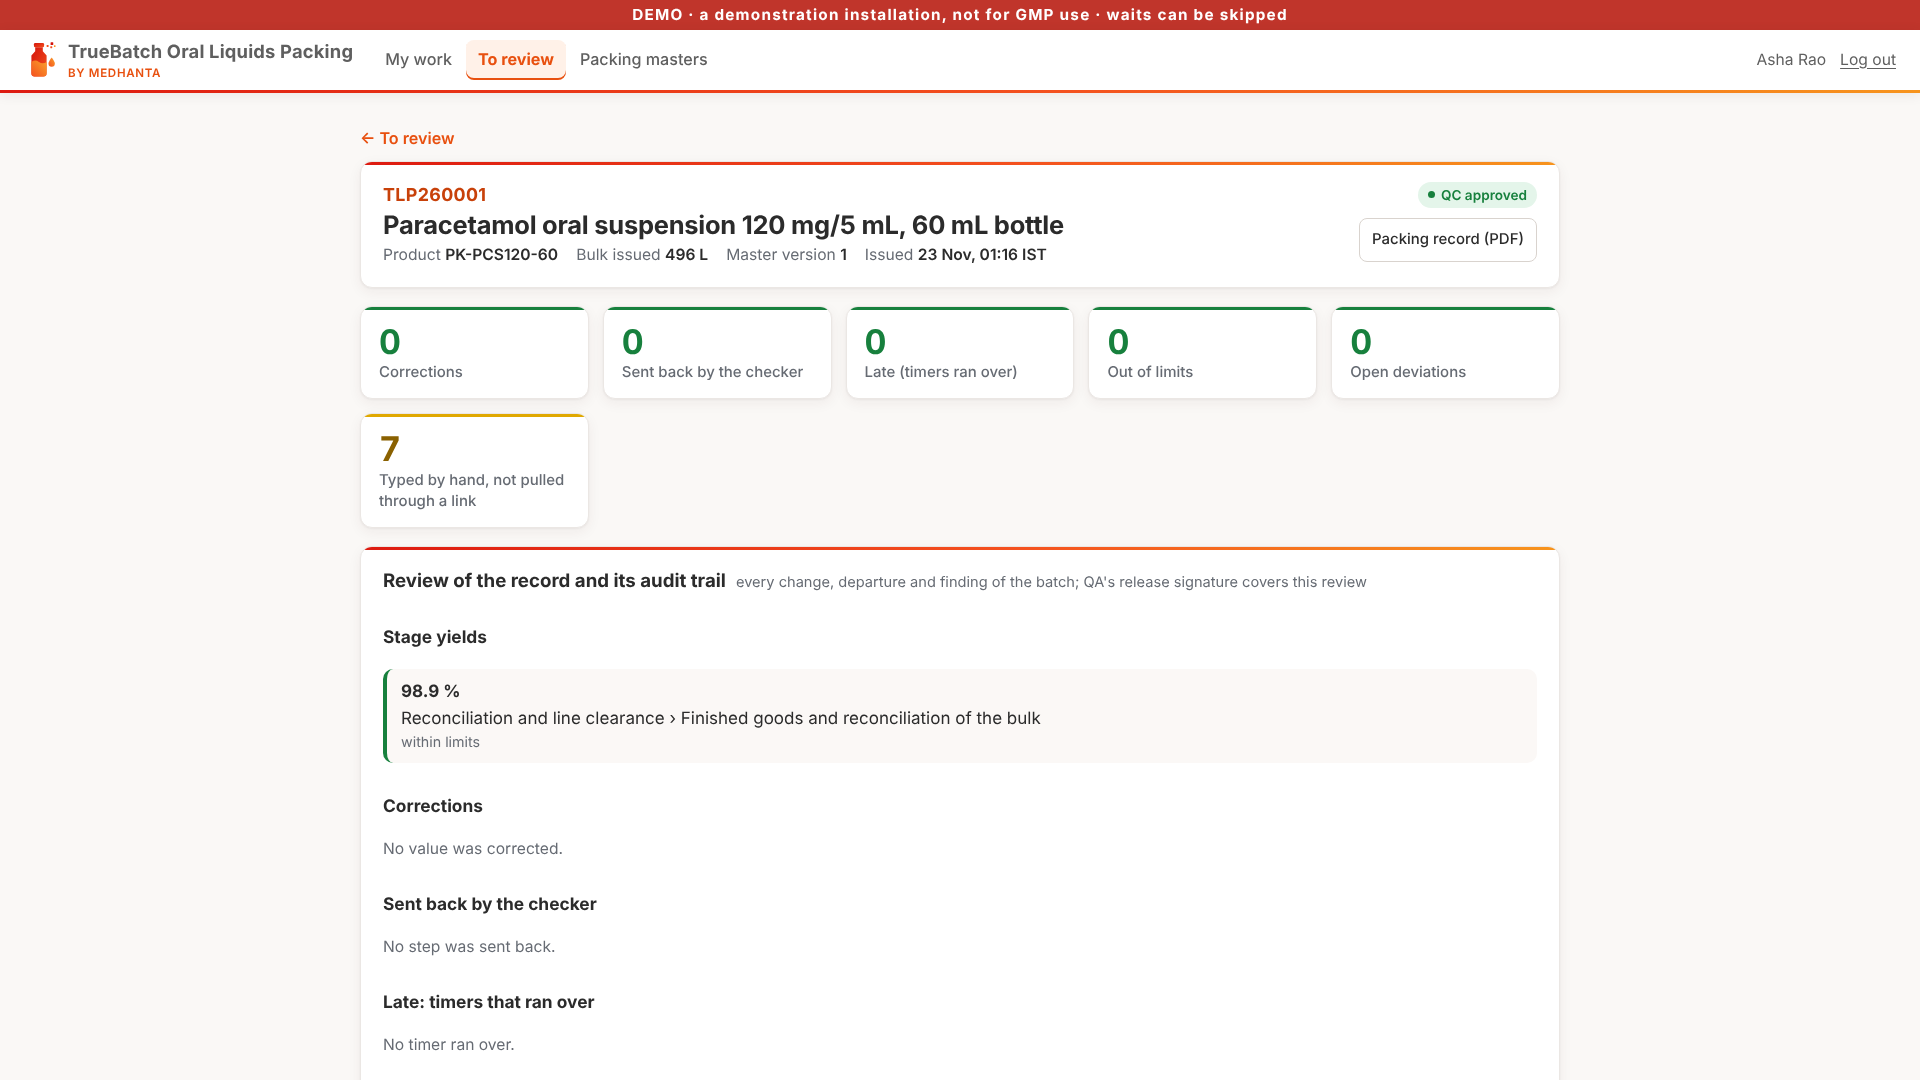 DEMO · a demonstration installation, not for GMP use · waits can be skipped
TrueBatch Oral Liquids Packing
BY MEDHANTA
My work
To review
Packing masters
Asha Rao
Log out
← To review
TLP260001
QC approved
Paracetamol oral suspension 120 mg/5 mL, 60 mL bottle
Packing record (PDF)
Product PK-PCS120-60 Bulk issued 496 L Master version 1 Issued 23 Nov, 01:16 IST
0
Corrections
0
Sent back by the checker
0
Late (timers ran over)
0
Out of limits
0
Open deviations
7
Typed by hand, not pulled
through a link
Review of the record and its audit trail every change, departure and finding of the batch; QA's release signature covers this review
Stage yields
98.9 %
Reconciliation and line clearance › Finished goods and reconciliation of the bulk
within limits
Corrections
No value was corrected.
Sent back by the checker
No step was sent back.
Late: timers that ran over
No timer ran over.